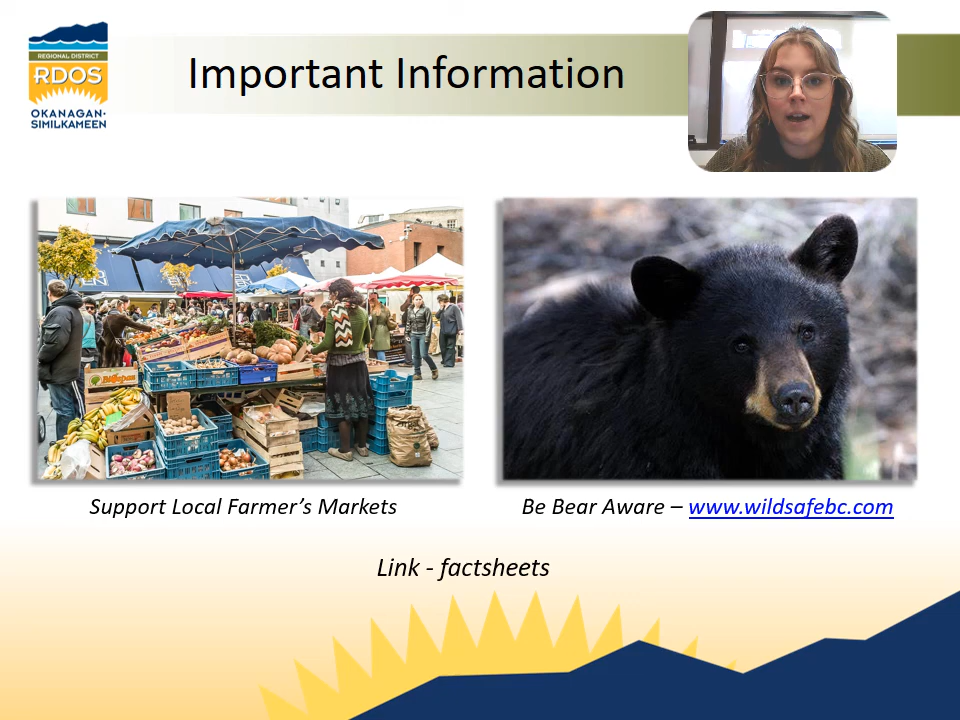 REGIONAL DISTRICT
RDOS
OKANAGAN·
SIMILKAMEEN
Important Information
Support Local Farmer’s Markets
Be Bear Aware – www.wildsafebc.com
Link - factsheets